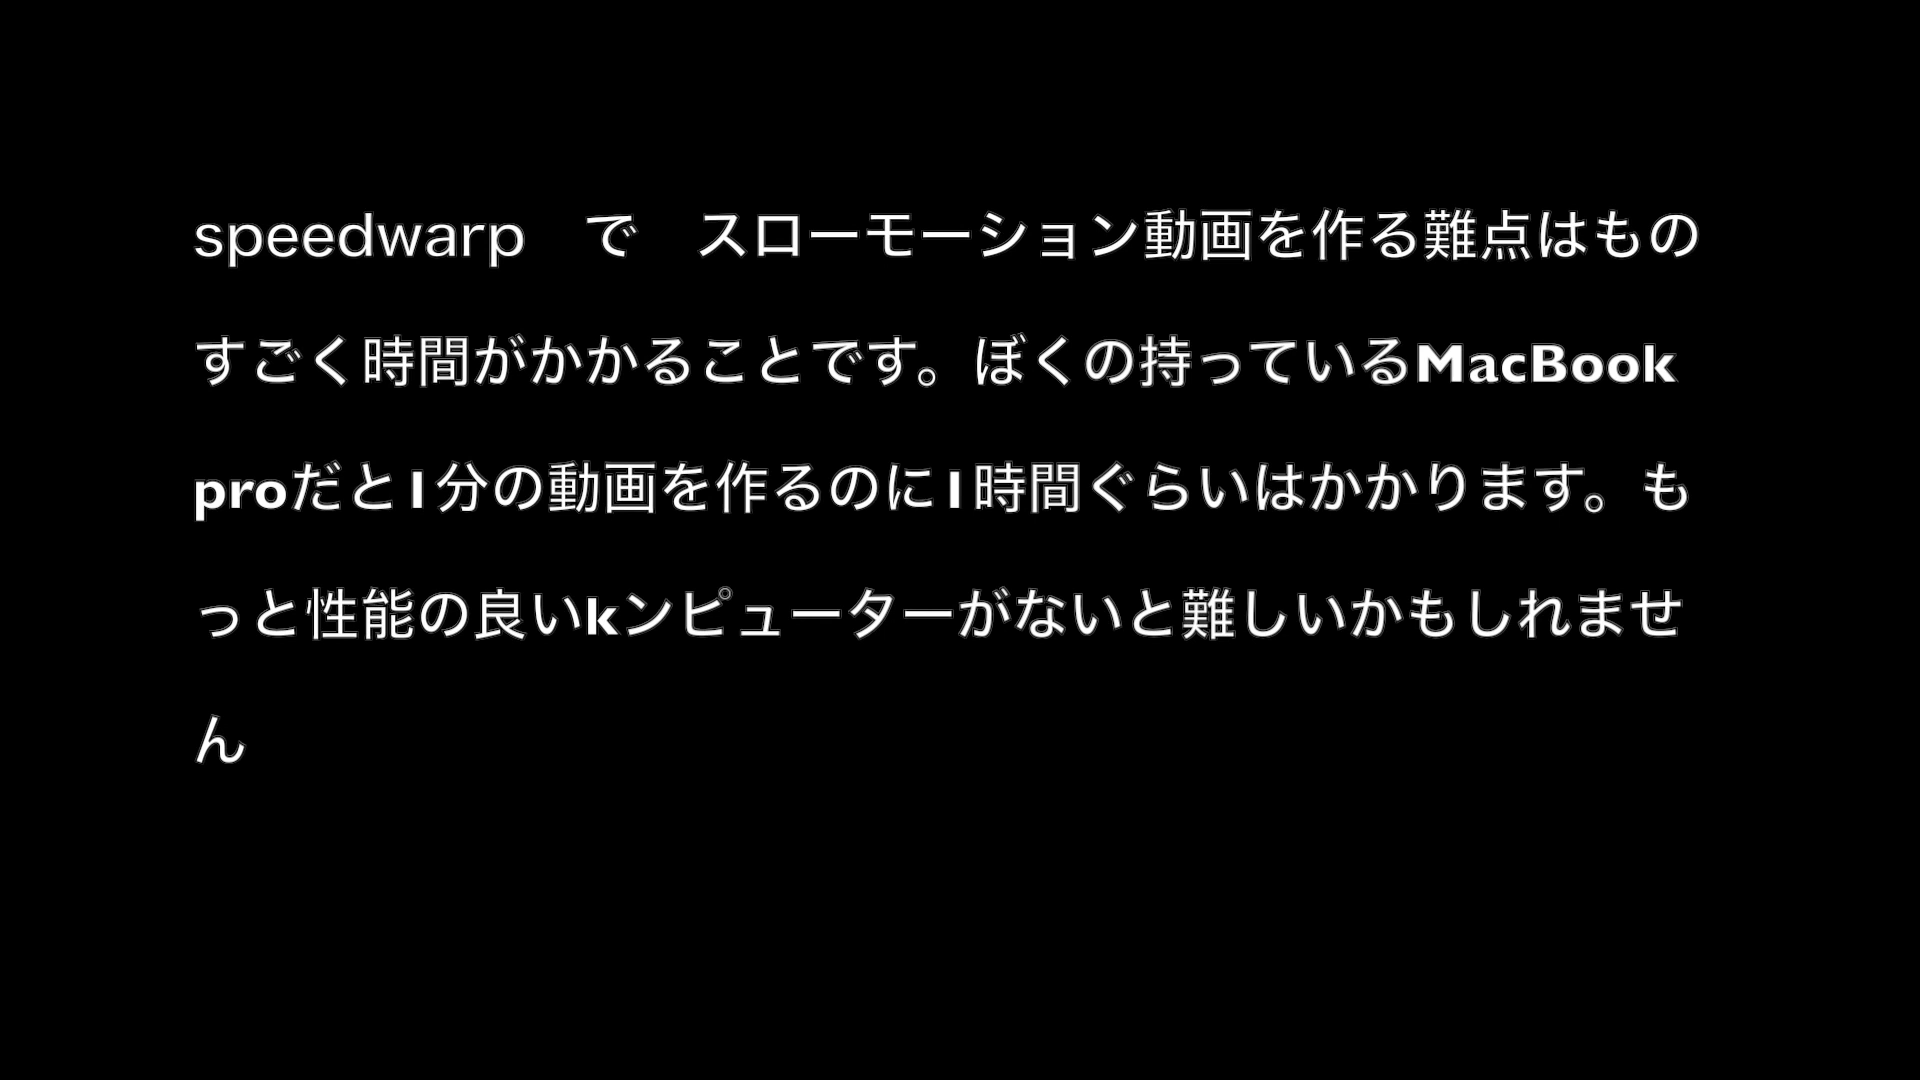 speedwarp　で　スローモーション動画を作る難点はもの
すごく時間がかかることです。ぼくの持っているMacBook
proだと1分の動画を作るのに1時間ぐらいはかかります。も
っと性能の良いkンピューターがないと難しいかもしれませ
ん